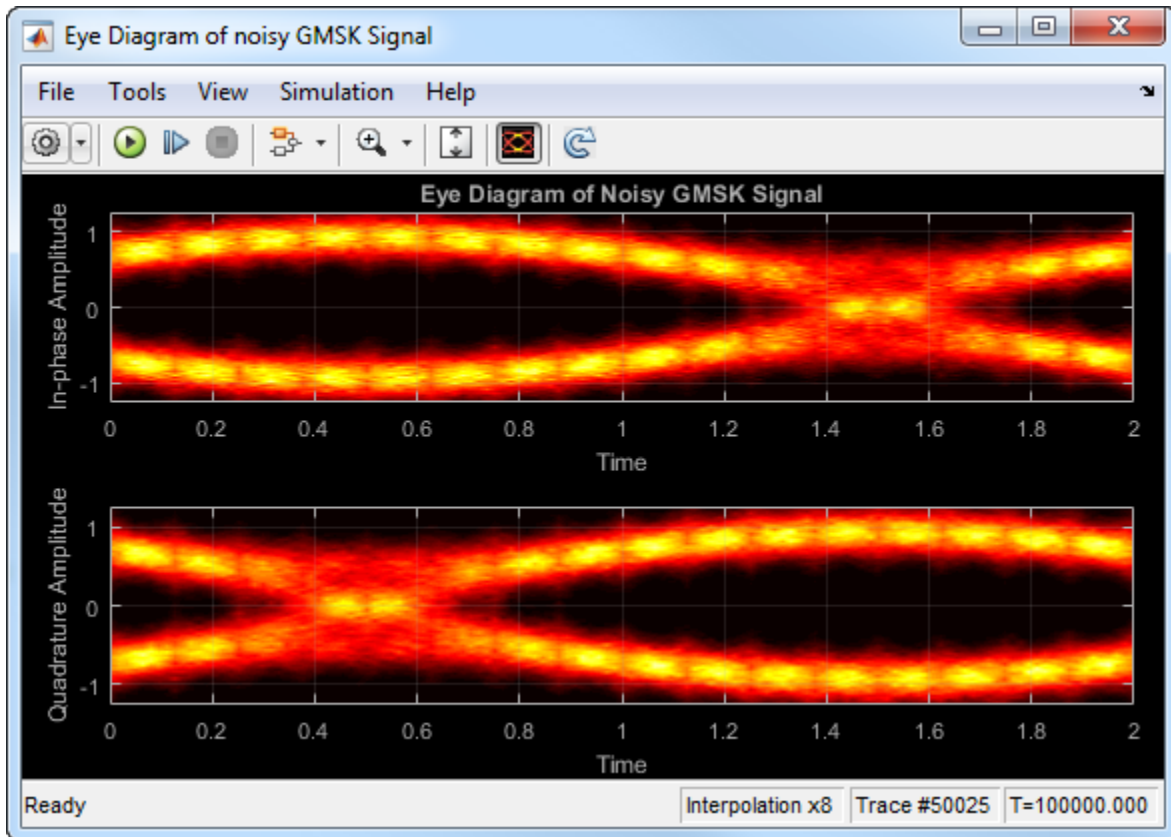 Eye Diagram of noisy GMSK Signal
File Tools View Simulation Help
Eye Diagram of Noisy GMSK Signal
In-phase Amplitude
1
0
-1
0 0.2 0.4 0.6 0.8 1 1.2 1.4 1.6 1.8 2
Time
Quadrature Amplitude
1
0
-1
0 0.2 0.4 0.6 0.8 1 1.2 1.4 1.6 1.8 2
Time
Ready Interpolation x8 Trace #50025 T=100000.000